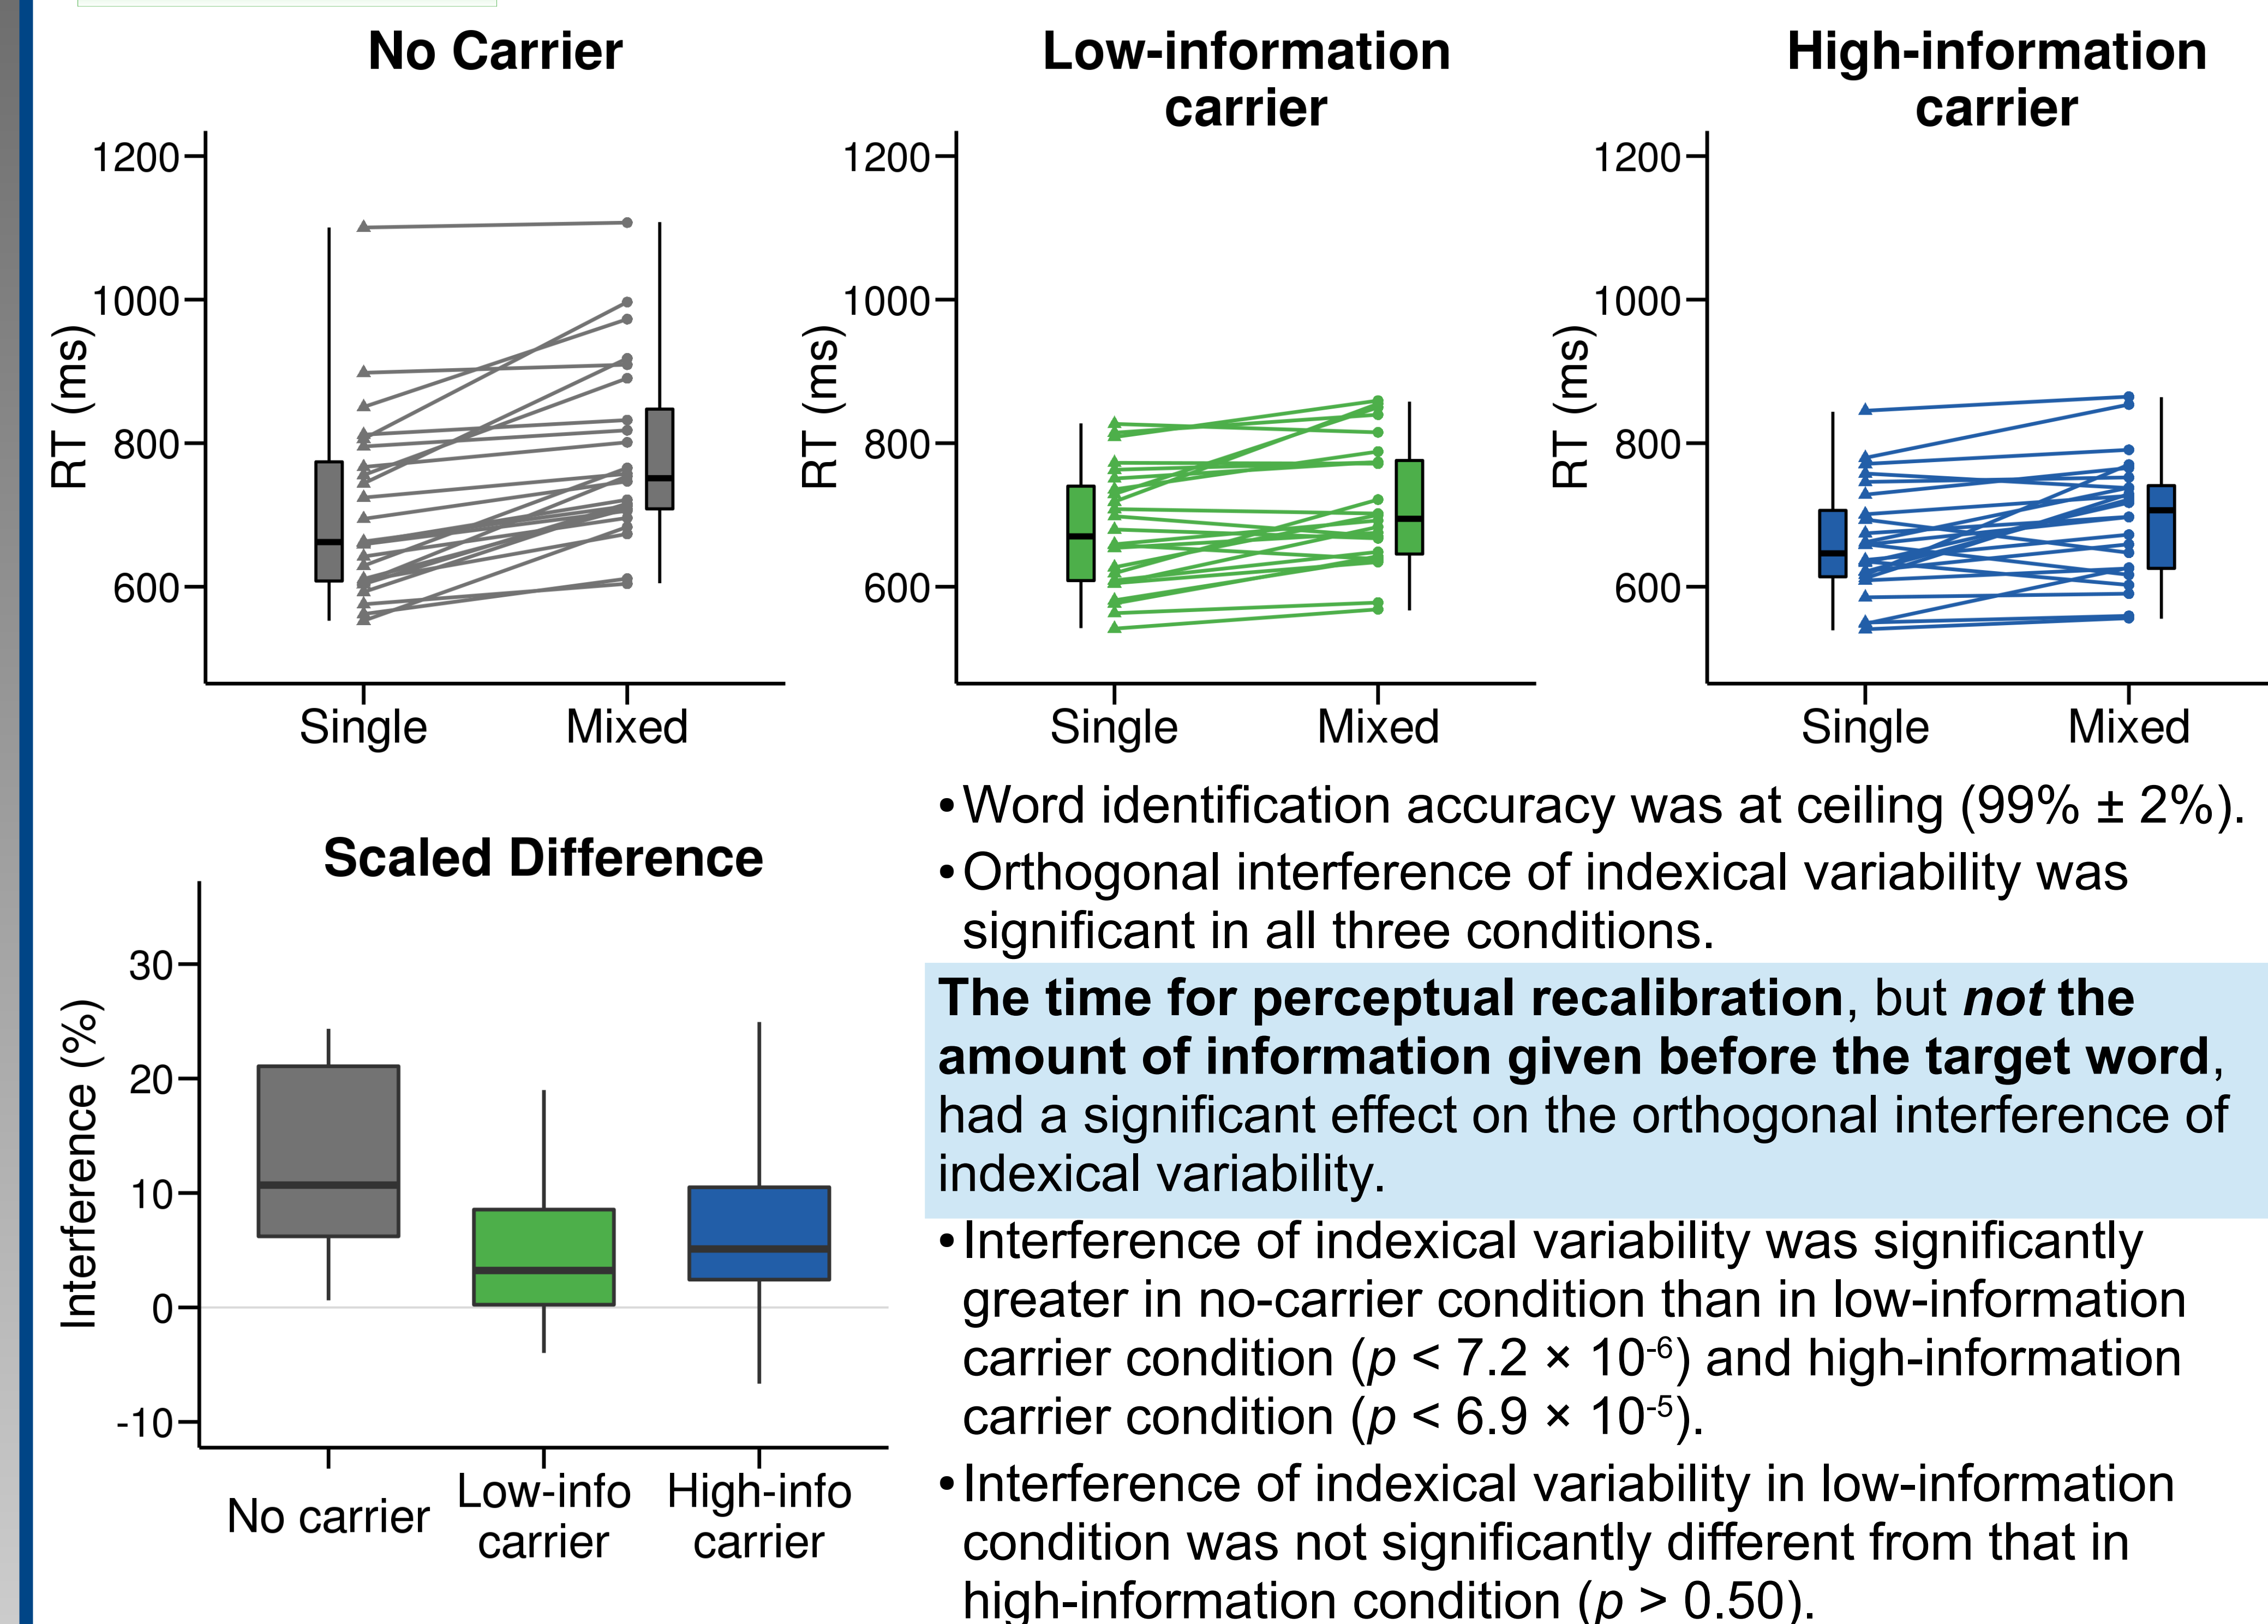 No Carrier
1200
1000
800
600
RT (ms)
Single
Mixed
Low-information
carrier
1200
1000
800
600
RT (ms)
Single
Mixed
High-information
carrier
1200
1000
800
600
RT (ms)
Single
Mixed
Scaled Difference
30
20
10
0
-10
Interference (%)
No carrier
Low-info
carrier
High-info
carrier
•Word identification accuracy was at ceiling (99% ± 2%).
•Orthogonal interference of indexical variability was
significant in all three conditions.
The time for perceptual recalibration, but not the
amount of information given before the target word,
had a significant effect on the orthogonal interference of
indexical variability.
•Interference of indexical variability was significantly
greater in no-carrier condition than in low-information
carrier condition (p < 7.2 × 10⁻⁶) and high-information
carrier condition (p < 6.9 × 10⁻⁵).
•Interference of indexical variability in low-information
condition was not significantly different from that in
high-information condition (p > 0.50).